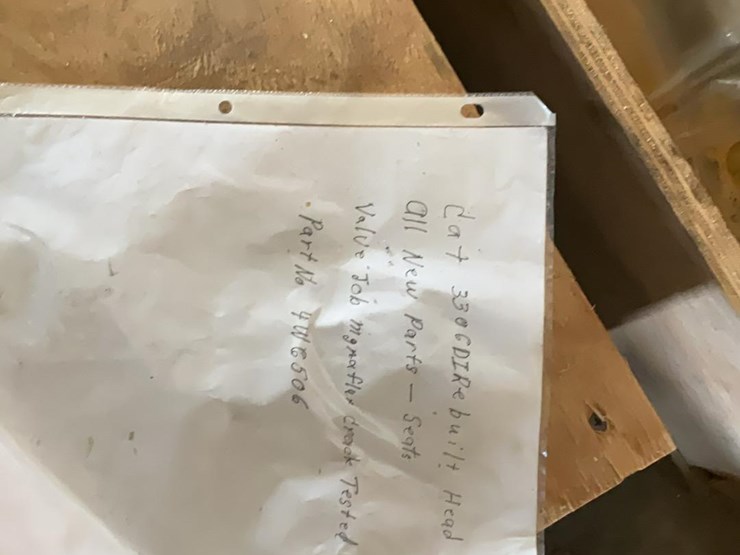 Cat 3306DI Rebuilt Head
All New Parts - Seats
Valve Job Magnaflux Crack Tested
Part No 4W6506